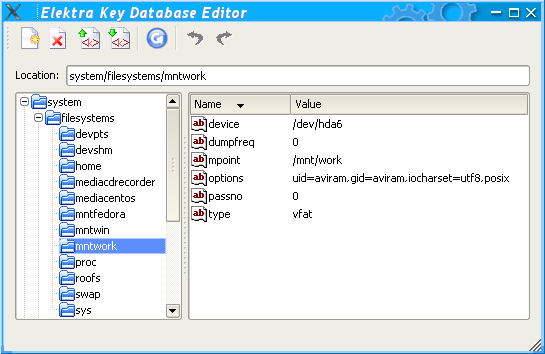 Elektra Key Database Editor
Location: system/filesystems/mntwork
system
filesystems
devpts
devshm
home
mediacdrecorder
mediacentos
mntfedora
mntwin
mntwork
proc
roofs
swap
sys
Name Value
device /dev/hda6
dumpfreq 0
mpoint /mnt/work
options uid=aviram,gid=aviram,iocharset=utf8,posix
passno 0
type vfat